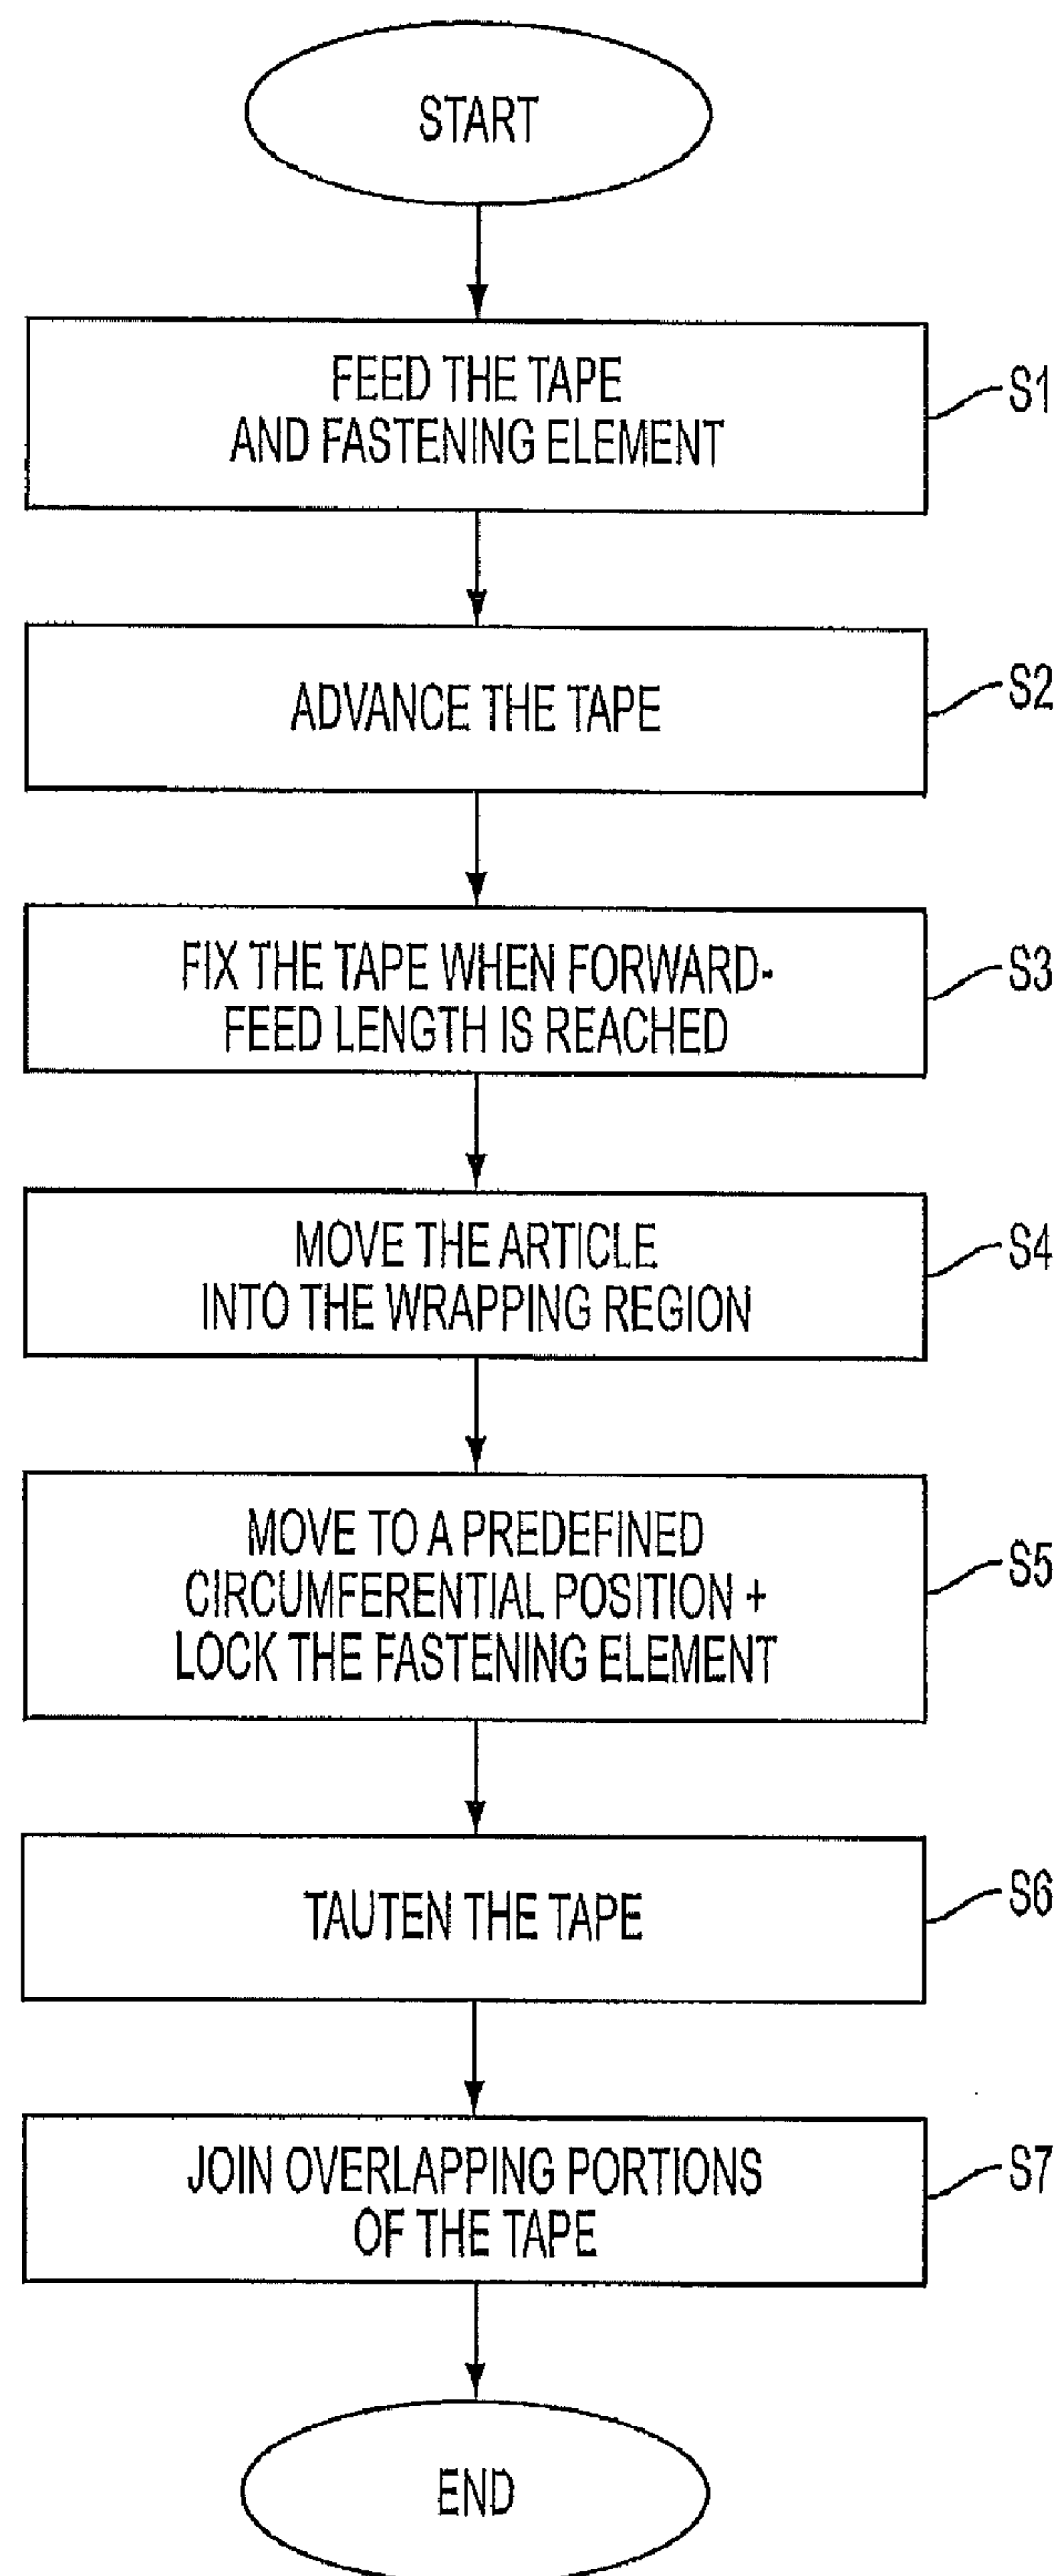 START
FEED THE TAPE
AND FASTENING ELEMENT
S1
ADVANCE THE TAPE
S2
FIX THE TAPE WHEN FORWARD-
FEED LENGTH IS REACHED
S3
MOVE THE ARTICLE
INTO THE WRAPPING REGION
S4
MOVE TO A PREDEFINED
CIRCUMFERENTIAL POSITION +
LOCK THE FASTENING ELEMENT
S5
TAUTEN THE TAPE
S6
JOIN OVERLAPPING PORTIONS
OF THE TAPE
S7
END